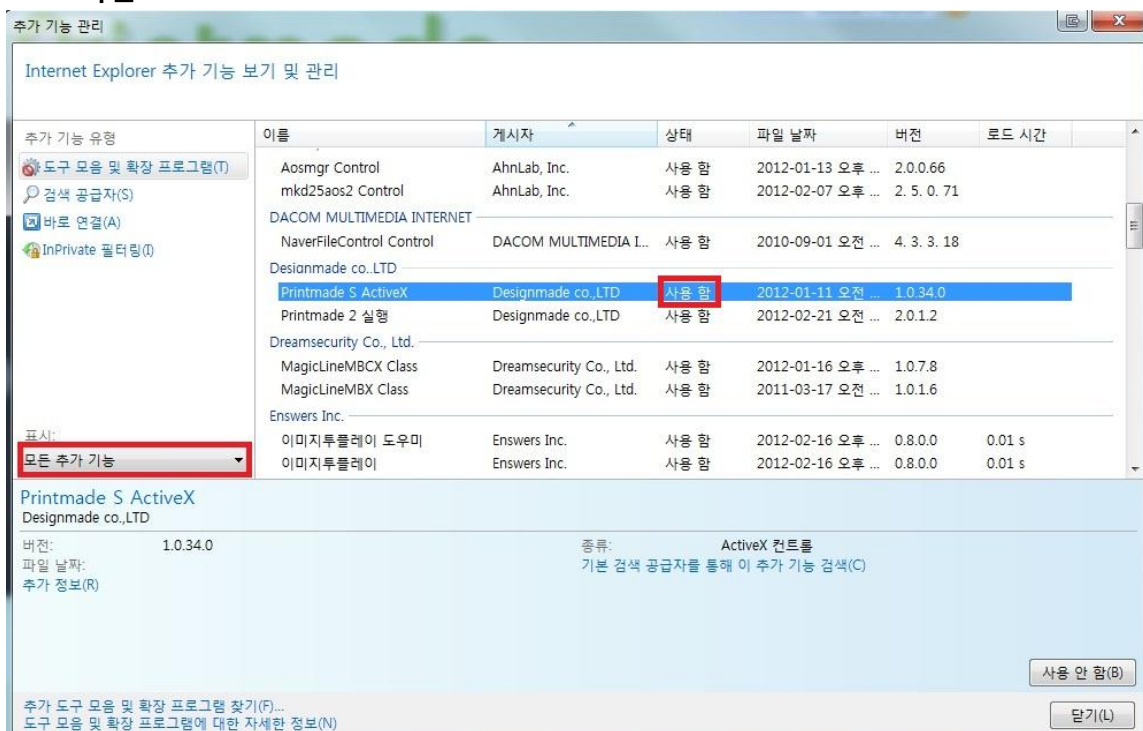 추가 기능 관리
Internet Explorer 추가 기능 보기 및 관리
추가 기능 유형
도구 모음 및 확장 프로그램(T)
검색 공급자(S)
바로 연결(A)
InPrivate 필터링(I)
표시:
모든 추가 기능
이름 게시자 상태 파일 날짜 버전 로드 시간
Aosmgr Control AhnLab, Inc. 사용 함 2012-01-13 오후 ... 2.0.0.66
mkd25aos2 Control AhnLab, Inc. 사용 함 2012-02-07 오후 ... 2. 5. 0. 71
DACOM MULTIMEDIA INTERNET
NaverFileControl Control DACOM MULTIMEDIA I... 사용 함 2010-09-01 오전 ... 4. 3. 3. 18
Designmade co.,LTD
Printmade S ActiveX Designmade co.,LTD 사용 함 2012-01-11 오전 ... 1.0.34.0
Printmade 2 실행 Designmade co.,LTD 사용 함 2012-02-21 오전 ... 2.0.1.2
Dreamsecurity Co., Ltd.
MagicLineMBCX Class Dreamsecurity Co., Ltd. 사용 함 2012-01-16 오후 ... 1.0.7.8
MagicLineMBX Class Dreamsecurity Co., Ltd. 사용 함 2011-03-17 오전 ... 1.0.1.6
Enswers Inc.
이미지투플레이 도우미 Enswers Inc. 사용 함 2012-02-16 오후 ... 0.8.0.0 0.01 s
이미지투플레이 Enswers Inc. 사용 함 2012-02-16 오후 ... 0.8.0.0 0.01 s
Printmade S ActiveX
Designmade co.,LTD
버전: 1.0.34.0 종류: ActiveX 컨트롤
파일 날짜: 기본 검색 공급자를 통해 이 추가 기능 검색(C)
추가 정보(R)
사용 안 함(B)
추가 도구 모음 및 확장 프로그램 찾기(F)...
도구 모음 및 확장 프로그램에 대한 자세한 정보(N)
닫기(L)